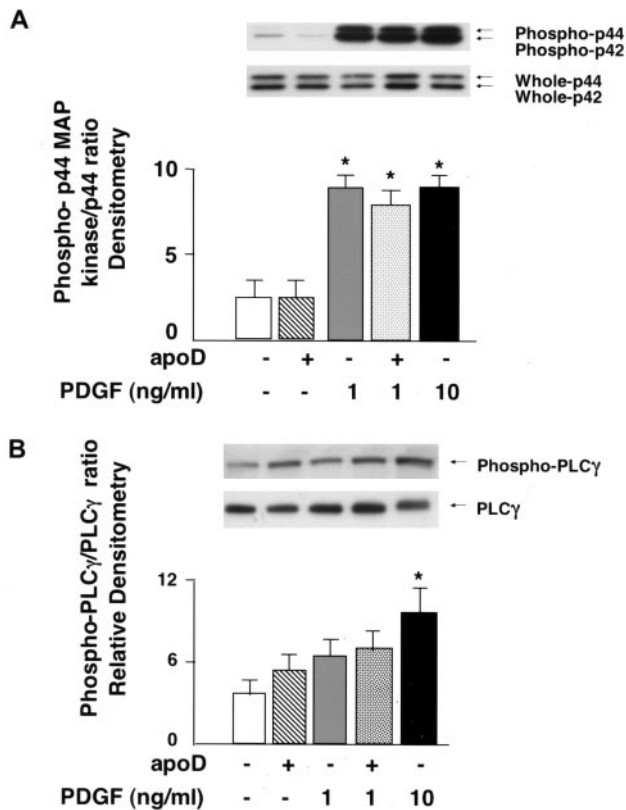 A
Phospho-p44
Phospho-p42
Whole-p44
Whole-p42
Phospho- p44 MAP
kinase/p44 ratio
Densitometry
10
5
0
* * *
apoD - + - + -
PDGF (ng/ml) - - 1 1 10
B
Phospho-PLCγ
PLCγ
Phospho-PLCγ/PLCγ ratio
Relative Densitometry
12
6
0
*
apoD - + - + -
PDGF (ng/ml) - - 1 1 10